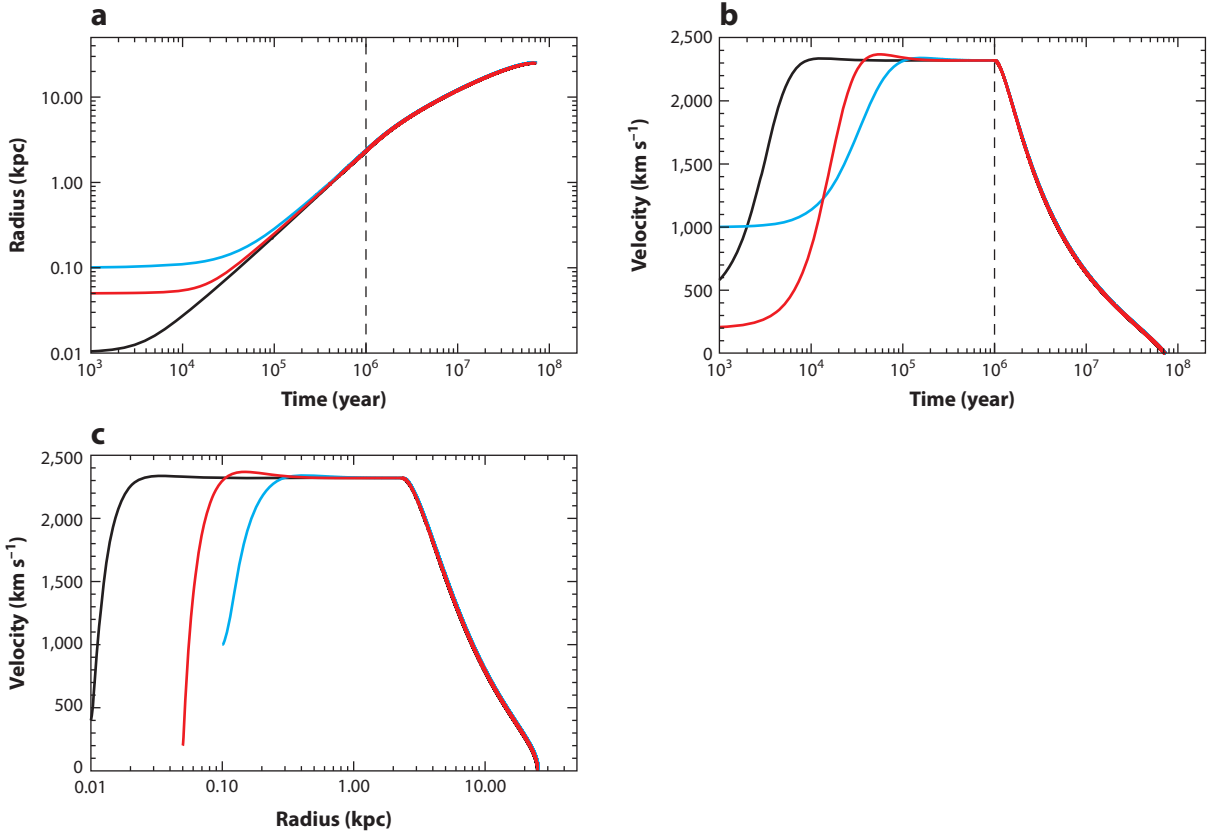 a
10.00
1.00
0.10
0.01
Radius (kpc)
10³ 10⁴ 10⁵ 10⁶ 10⁷ 10⁸
Time (year)
b
2,500
2,000
1,500
1,000
500
0
Velocity (km s⁻¹)
10³ 10⁴ 10⁵ 10⁶ 10⁷ 10⁸
Time (year)
c
2,500
2,000
1,500
1,000
500
0
Velocity (km s⁻¹)
0.01 0.10 1.00 10.00
Radius (kpc)